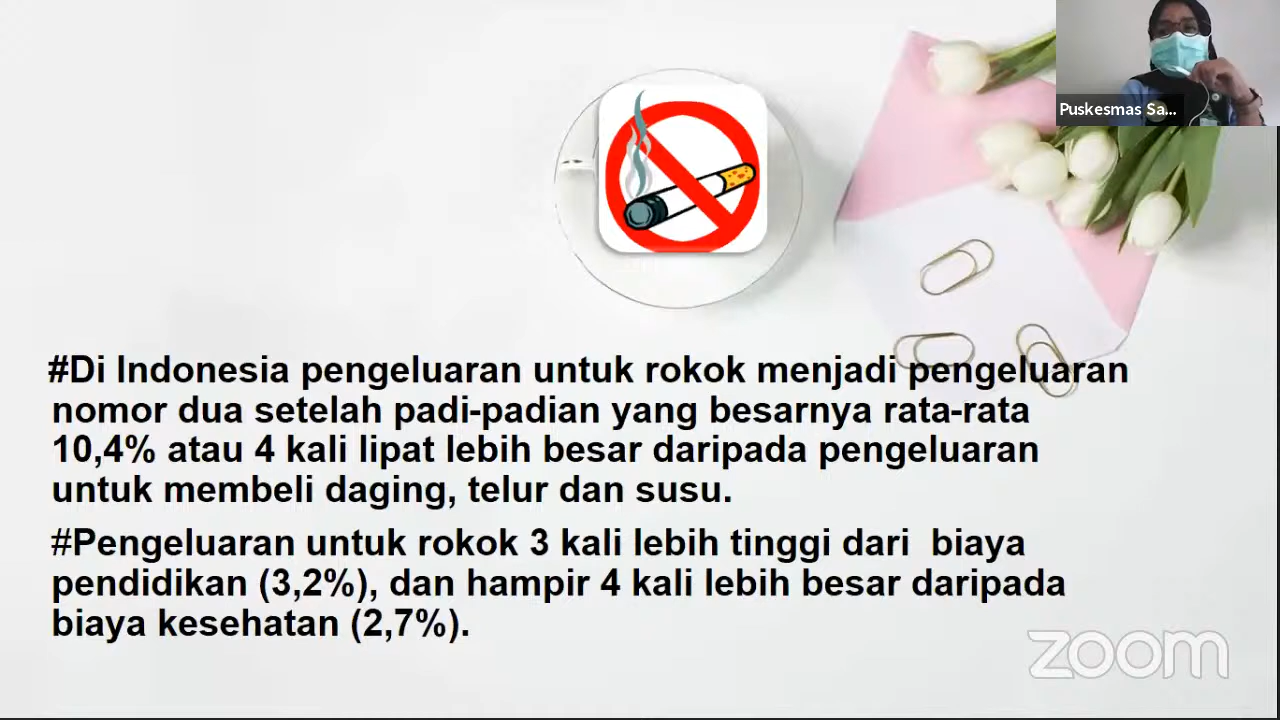 Puskesmas Sa...
#Di Indonesia pengeluaran untuk rokok menjadi pengeluaran
nomor dua setelah padi-padian yang besarnya rata-rata
10,4% atau 4 kali lipat lebih besar daripada pengeluaran
untuk membeli daging, telur dan susu.
#Pengeluaran untuk rokok 3 kali lebih tinggi dari  biaya
pendidikan (3,2%), dan hampir 4 kali lebih besar daripada
biaya kesehatan (2,7%).
zoom